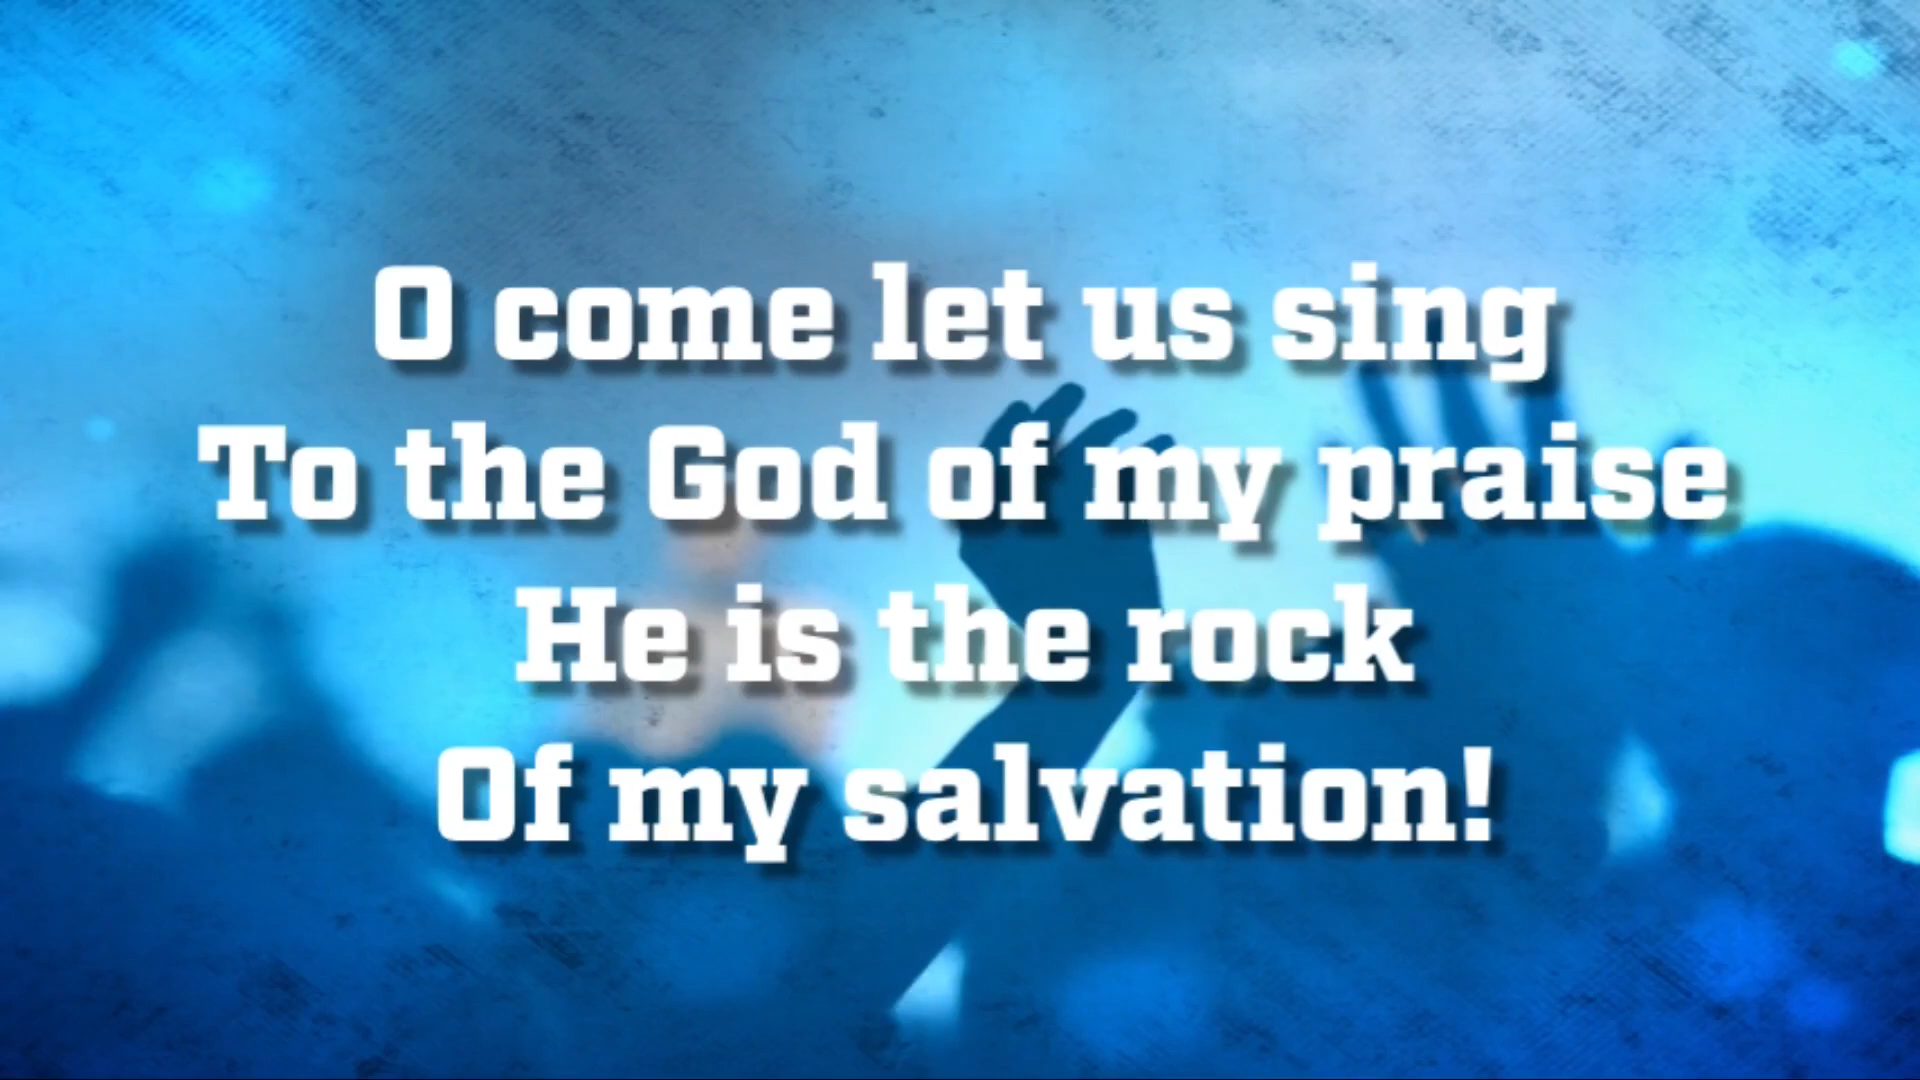 O come let us sing
To the God of my praise
He is the rock
Of my salvation!